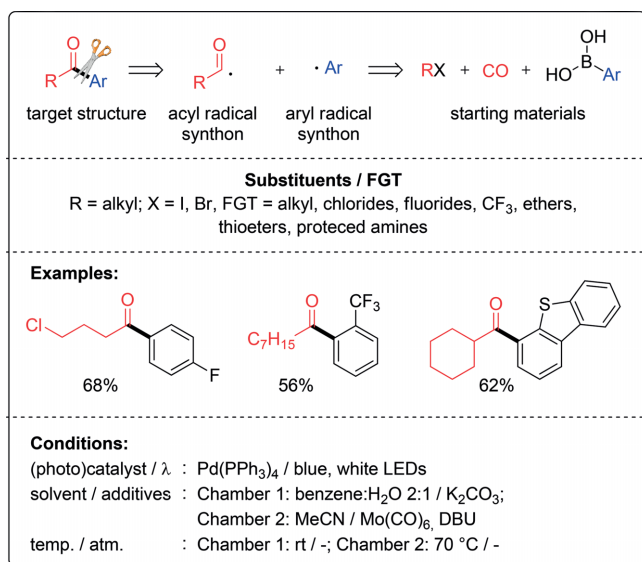 O
R
Ar
target structure
O
R
acyl radical
synthon
+
Ar
aryl radical
synthon
RX + CO +
OH
HO
B
Ar
starting materials
Substituents / FGT
R = alkyl; X = I, Br, FGT = alkyl, chlorides, fluorides, CF3, ethers,
thioeters, proteced amines
Examples:
Cl
O
F
68%
C7H15
O
CF3
56%
O
S
62%
Conditions:
(photo)catalyst / λ : Pd(PPh3)4 / blue, white LEDs
solvent / additives : Chamber 1: benzene:H2O 2:1 / K2CO3;
Chamber 2: MeCN / Mo(CO)6, DBU
temp. / atm. : Chamber 1: rt / -; Chamber 2: 70 °C / -